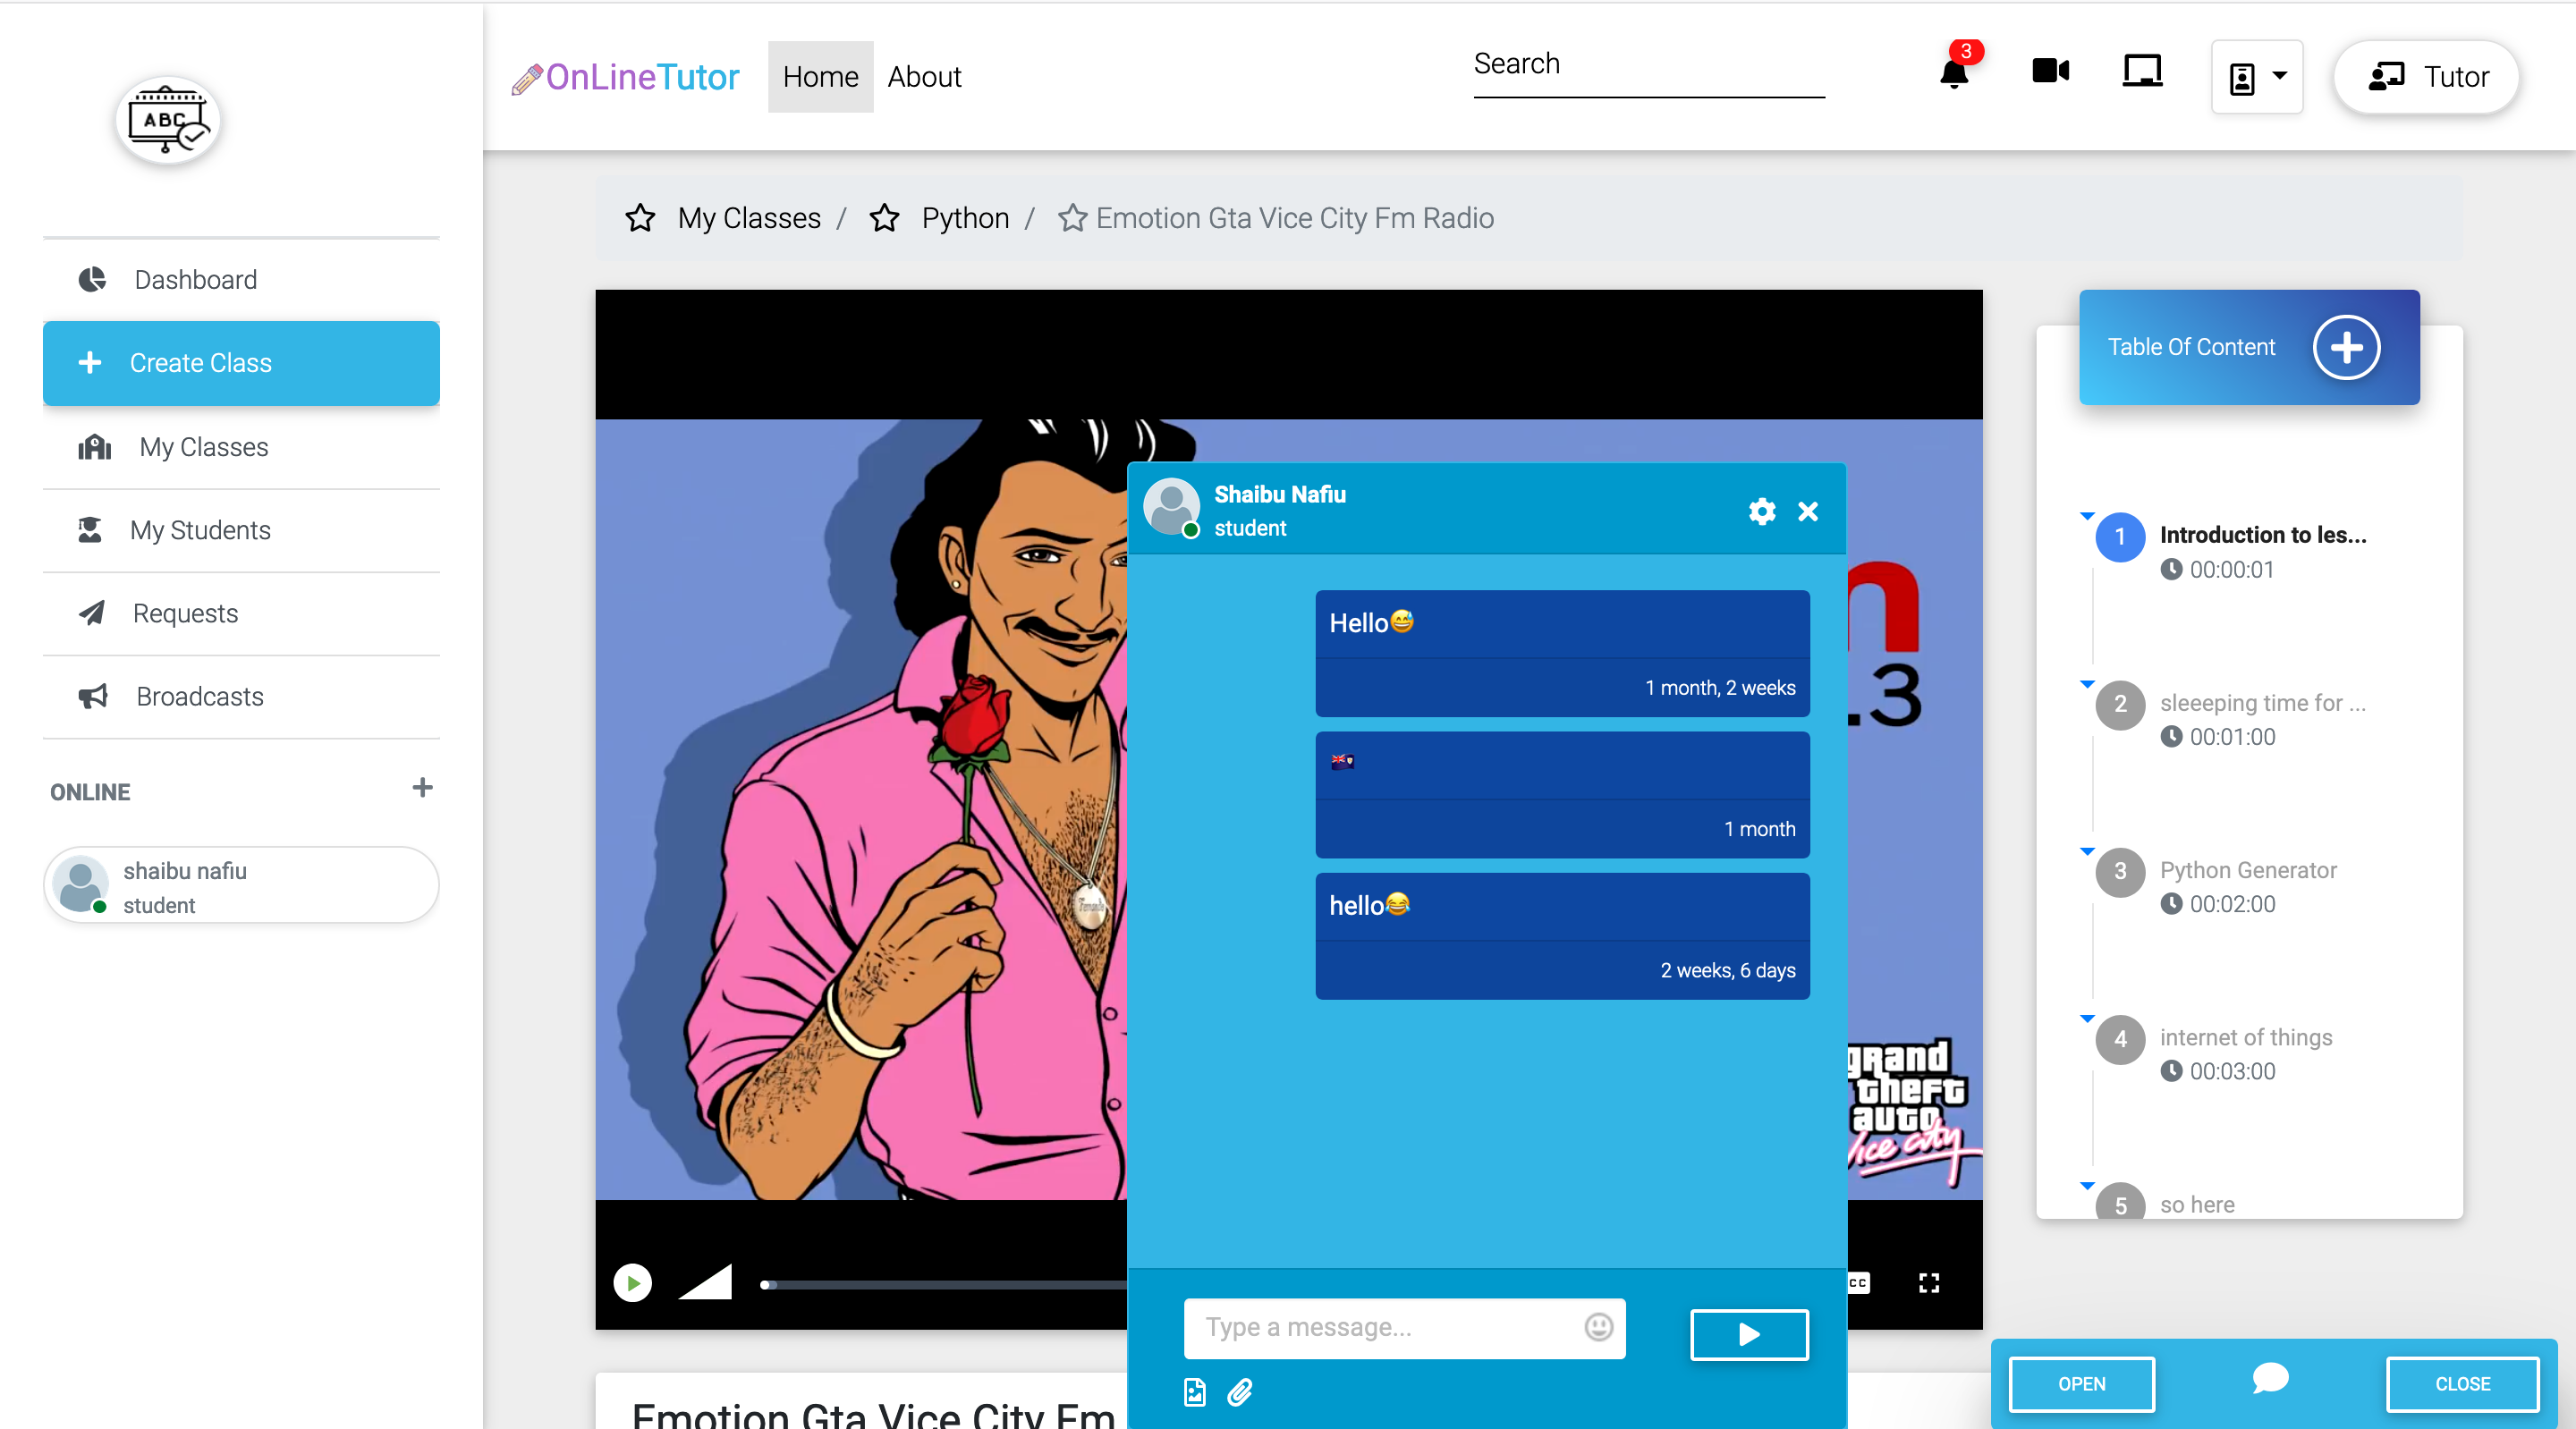 ABC
OnLineTutor
Home
About
Search
3
Tutor
My Classes / Python / Emotion Gta Vice City Fm Radio
Dashboard
Create Class
My Classes
My Students
Requests
Broadcasts
ONLINE
shaibu nafiu
student
Shaibu Nafiu
student
Hello😅
1 month, 2 weeks
🇦🇮
1 month
hello😂
2 weeks, 6 days
Type a message...
.3
grand
theft
auto
Vice City
CC
Table Of Content
1 Introduction to les...
00:00:01
2 sleeeping time for ...
00:01:00
3 Python Generator
00:02:00
4 internet of things
00:03:00
5 so here
Emotion Gta Vice City Fm
OPEN
CLOSE